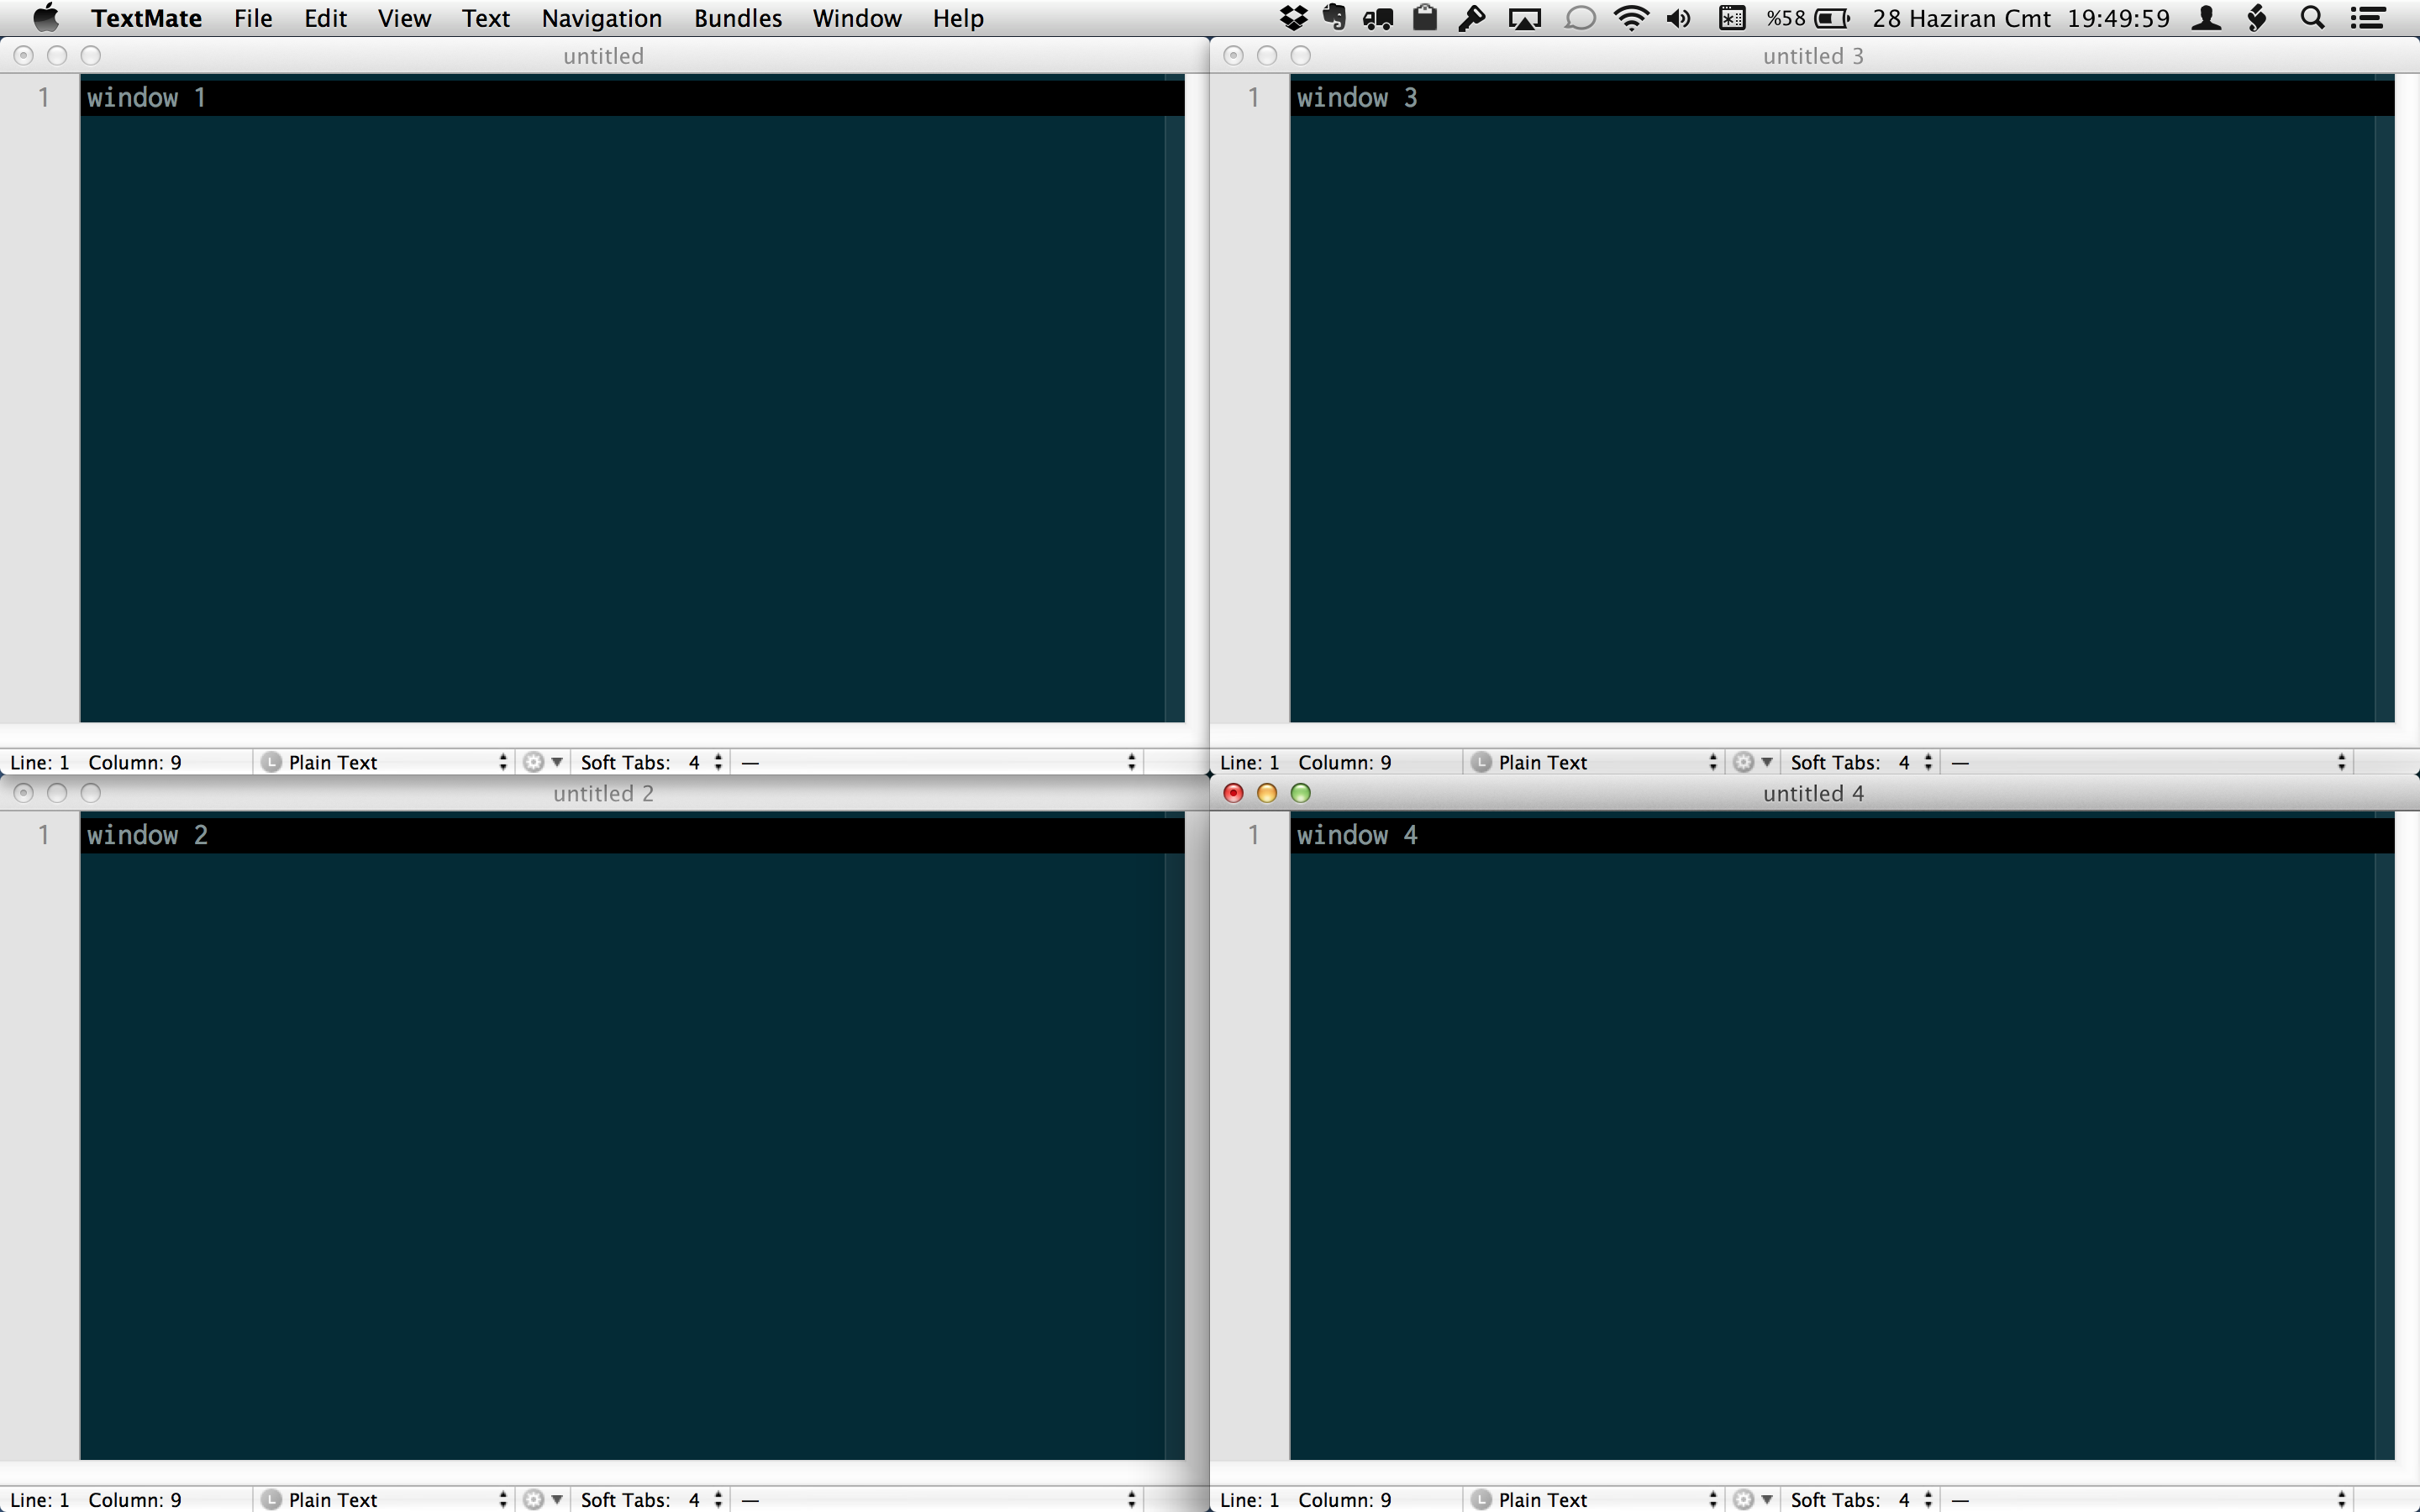 TextMate File Edit View Text Navigation Bundles Window Help %58 28 Haziran Cmt 19:49:59
untitled
1 window 1
Line: 1 Column: 9 L Plain Text Soft Tabs: 4 —
untitled 3
1 window 3
Line: 1 Column: 9 L Plain Text Soft Tabs: 4 —
untitled 2
1 window 2
Line: 1 Column: 9 L Plain Text Soft Tabs: 4 —
untitled 4
1 window 4
Line: 1 Column: 9 L Plain Text Soft Tabs: 4 —